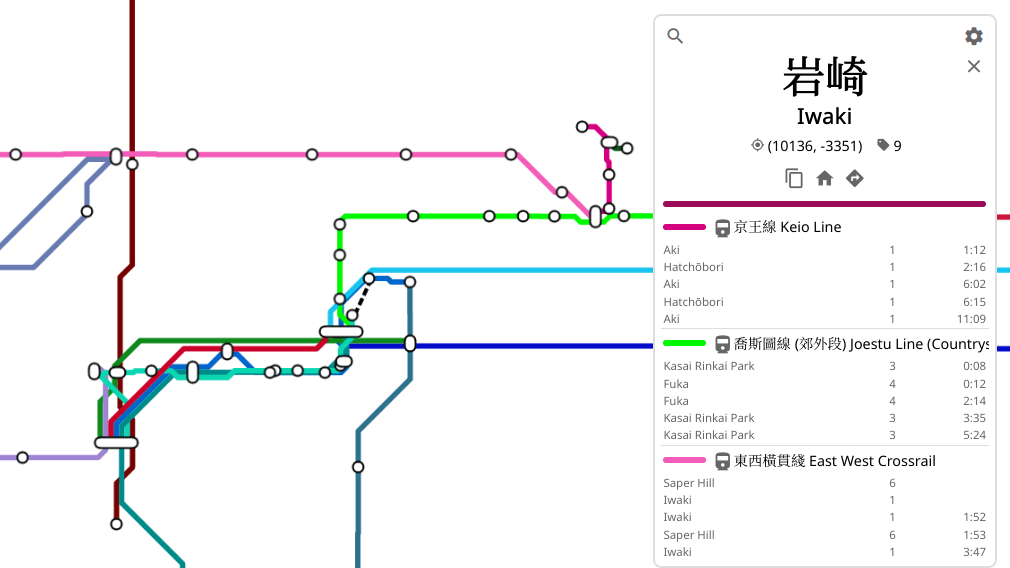 岩崎
Iwaki
(10136, -3351) 9
京王線 Keio Line
Aki 1 1:12
Hatchōbori 1 2:16
Aki 1 6:02
Hatchōbori 1 6:15
Aki 1 11:09
喬斯圖線 (郊外段) Joestu Line (Countrys
Kasai Rinkai Park 3 0:08
Fuka 4 0:12
Fuka 4 2:14
Kasai Rinkai Park 3 3:35
Kasai Rinkai Park 3 5:24
東西橫貫綫 East West Crossrail
Saper Hill 6
Iwaki 1
Iwaki 1 1:52
Saper Hill 6 1:53
Iwaki 1 3:47